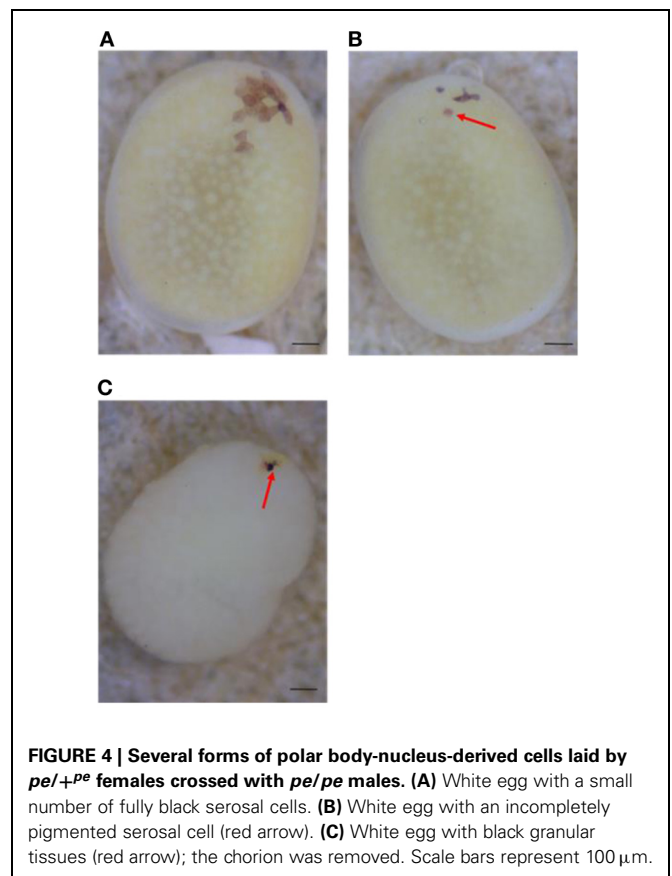 A
B
C
FIGURE 4 | Several forms of polar body-nucleus-derived cells laid by
pe/+pe females crossed with pe/pe males. (A) White egg with a small
number of fully black serosal cells. (B) White egg with an incompletely
pigmented serosal cell (red arrow). (C) White egg with black granular
tissues (red arrow); the chorion was removed. Scale bars represent 100 μm.